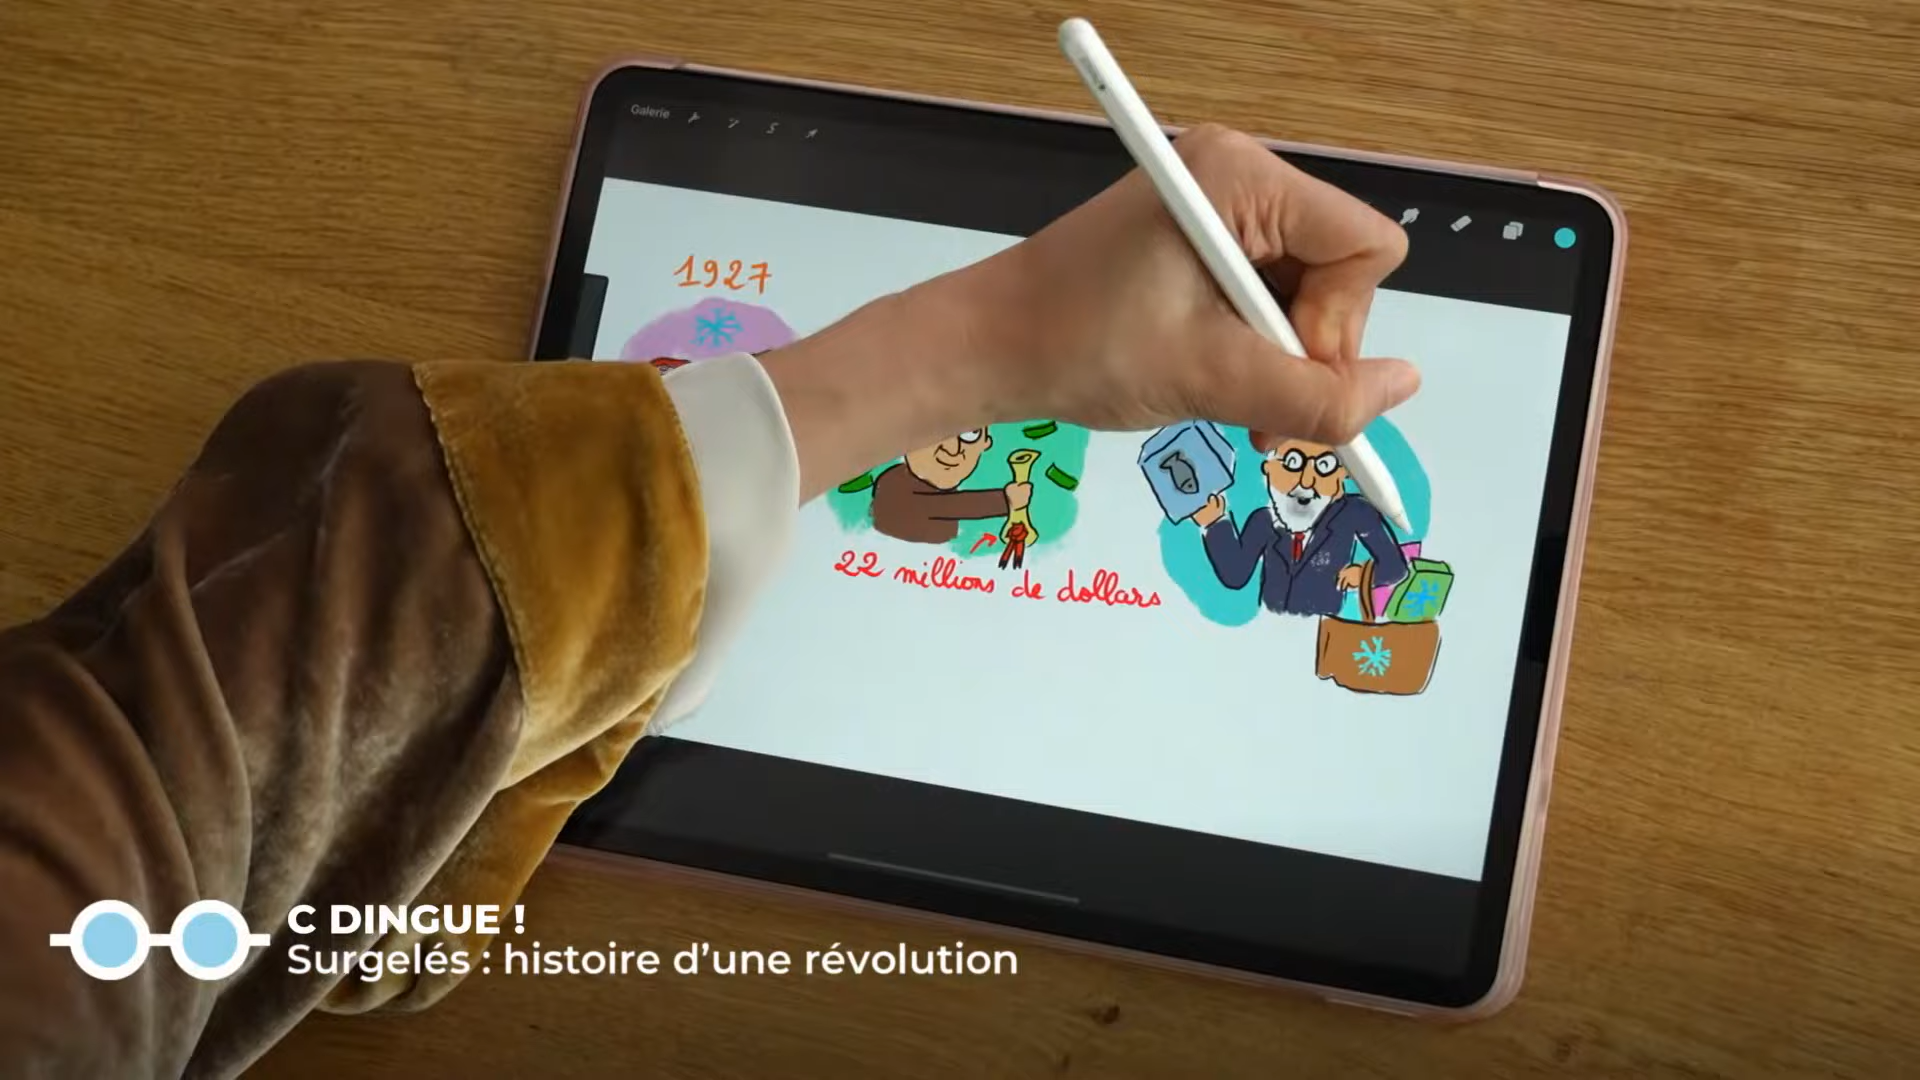 Galerie
1927
22 millions de dollars
C DINGUE !
Surgelés : histoire d’une révolution